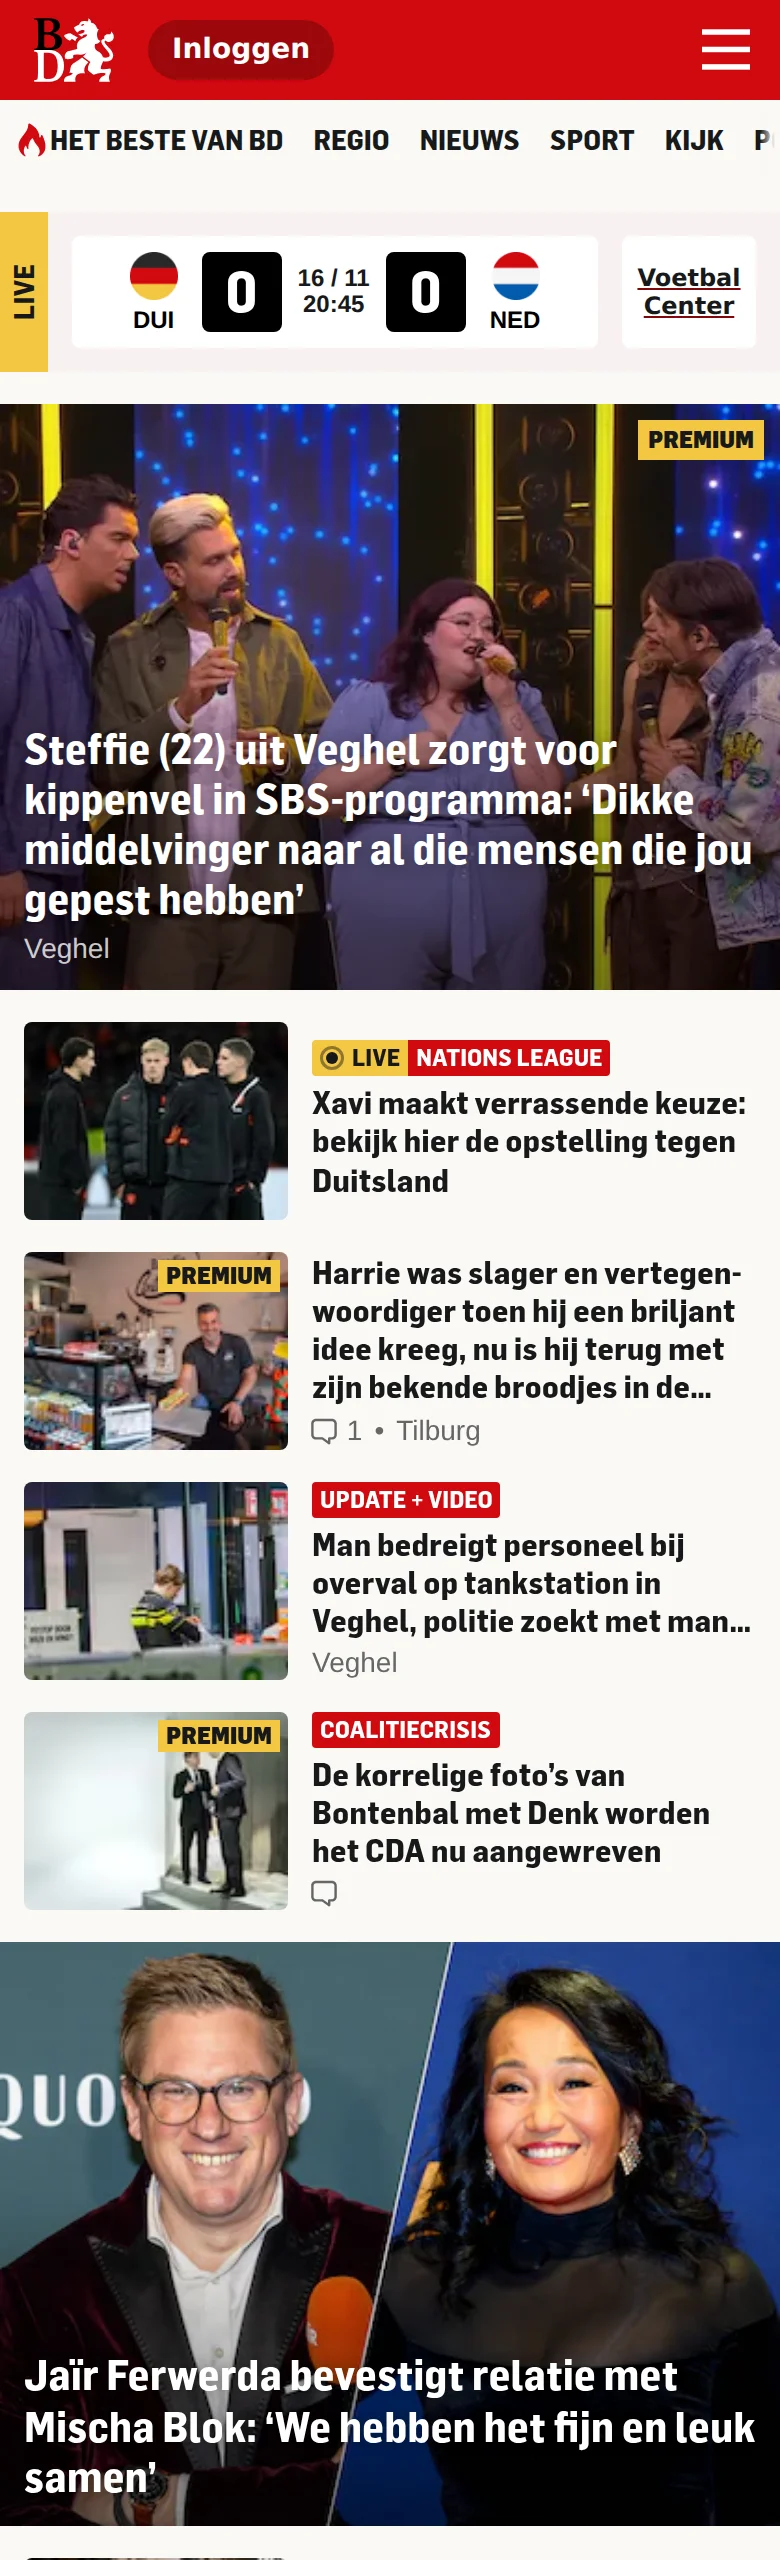 BD
Inloggen
HET BESTE VAN BD REGIO NIEUWS SPORT KIJK
LIVE
DUI
0
16 / 11
20:45
0
NED
Voetbal
Center
PREMIUM
Steffie (22) uit Veghel zorgt voor
kippenvel in SBS-programma: ‘Dikke
middelvinger naar al die mensen die jou
gepest hebben’
Veghel
LIVE NATIONS LEAGUE
Xavi maakt verrassende keuze:
bekijk hier de opstelling tegen
Duitsland
PREMIUM
Harrie was slager en vertegen-
woordiger toen hij een briljant
idee kreeg, nu is hij terug met
zijn bekende broodjes in de...
1 • Tilburg
UPDATE + VIDEO
Man bedreigt personeel bij
overval op tankstation in
Veghel, politie zoekt met man...
Veghel
PREMIUM
COALITIECRISIS
De korrelige foto’s van
Bontenbal met Denk worden
het CDA nu aangewreven
QUO
Jaïr Ferwerda bevestigt relatie met
Mischa Blok: ‘We hebben het fijn en leuk
samen’